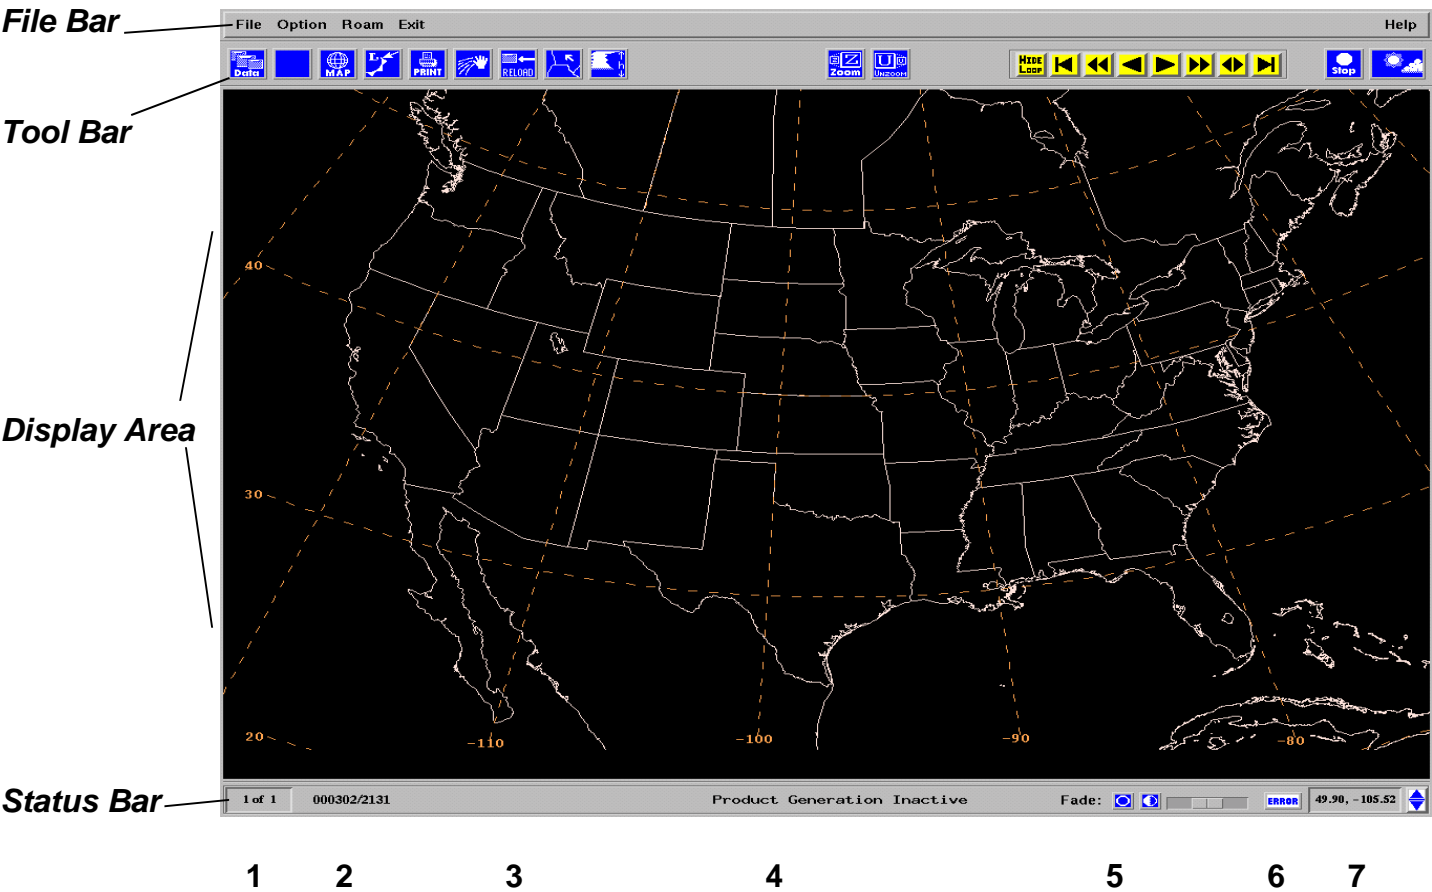 File Bar
File Option Roam Exit Help
Data MAP PRINT RELOAD h Zoom Z U UNZOOM HIDE LOOP Stop
Tool Bar
40
Display Area
30
20
-110 -100 -90 -80
Status Bar
1 of 1 000302/2131 Product Generation Inactive Fade: ERROR 49.90, -105.52
1 2 3 4 5 6 7